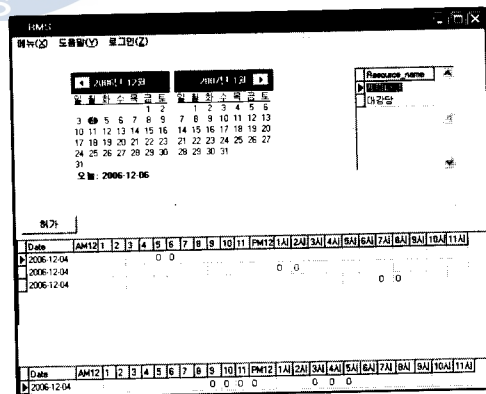 RMS
메뉴(X) 도움말(Y) 로그인(Z)
2006년 12월 2007년 1월
일 월 화 수 목 금 토 일 월 화 수 목 금 토
1 2 1 2 3 4 5 6
3 5 6 7 8 9 7 8 9 10 11 12 13
10 11 12 13 14 15 16 14 15 16 17 18 19 20
17 18 19 20 21 22 23 21 22 23 24 25 26 27
24 25 26 27 28 29 30 28 29 30 31
31
오늘: 2006-12-06
Resource_name
대강당
허가
Date AM12 1 2 3 4 5 6 7 8 9 10 11 PM12 1시 2시 3시 4시 5시 6시 7시 8시 9시 10시 11시
2006-12-04 0 0
2006-12-04 0 0
2006-12-04 0 0
Date AM12 1 2 3 4 5 6 7 8 9 10 11 PM12 1시 2시 3시 4시 5시 6시 7시 8시 9시 10시 11시
2006-12-04 0 0 0 0 0 0 0